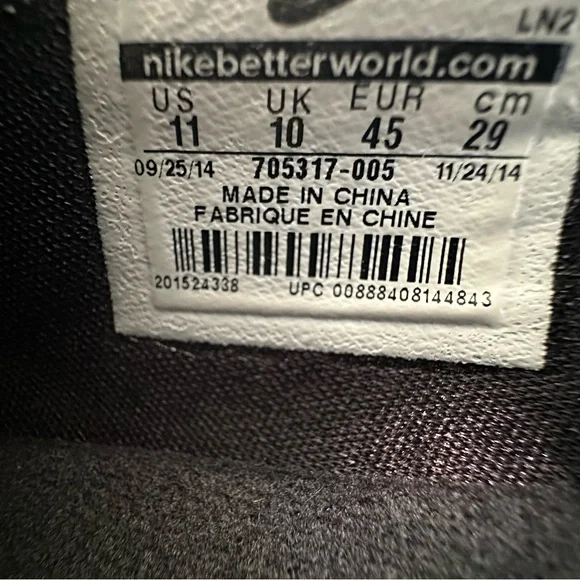 LN2
nikebetterworld.com
US UK EUR cm
11 10 45 29
09/25/14 705317-005 11/24/14
MADE IN CHINA
FABRIQUE EN CHINE
201524338 UPC 00888408144843